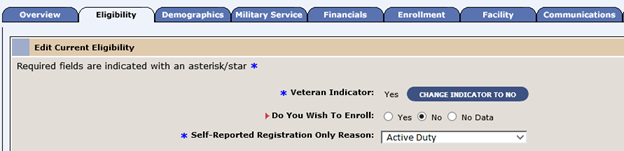 Overview Eligibility Demographics Military Service Financials Enrollment Facility Communications
Edit Current Eligibility
Required fields are indicated with an asterisk/star *
* Veteran Indicator: Yes CHANGE INDICATOR TO NO
Do You Wish To Enroll: Yes No No Data
* Self-Reported Registration Only Reason: Active Duty